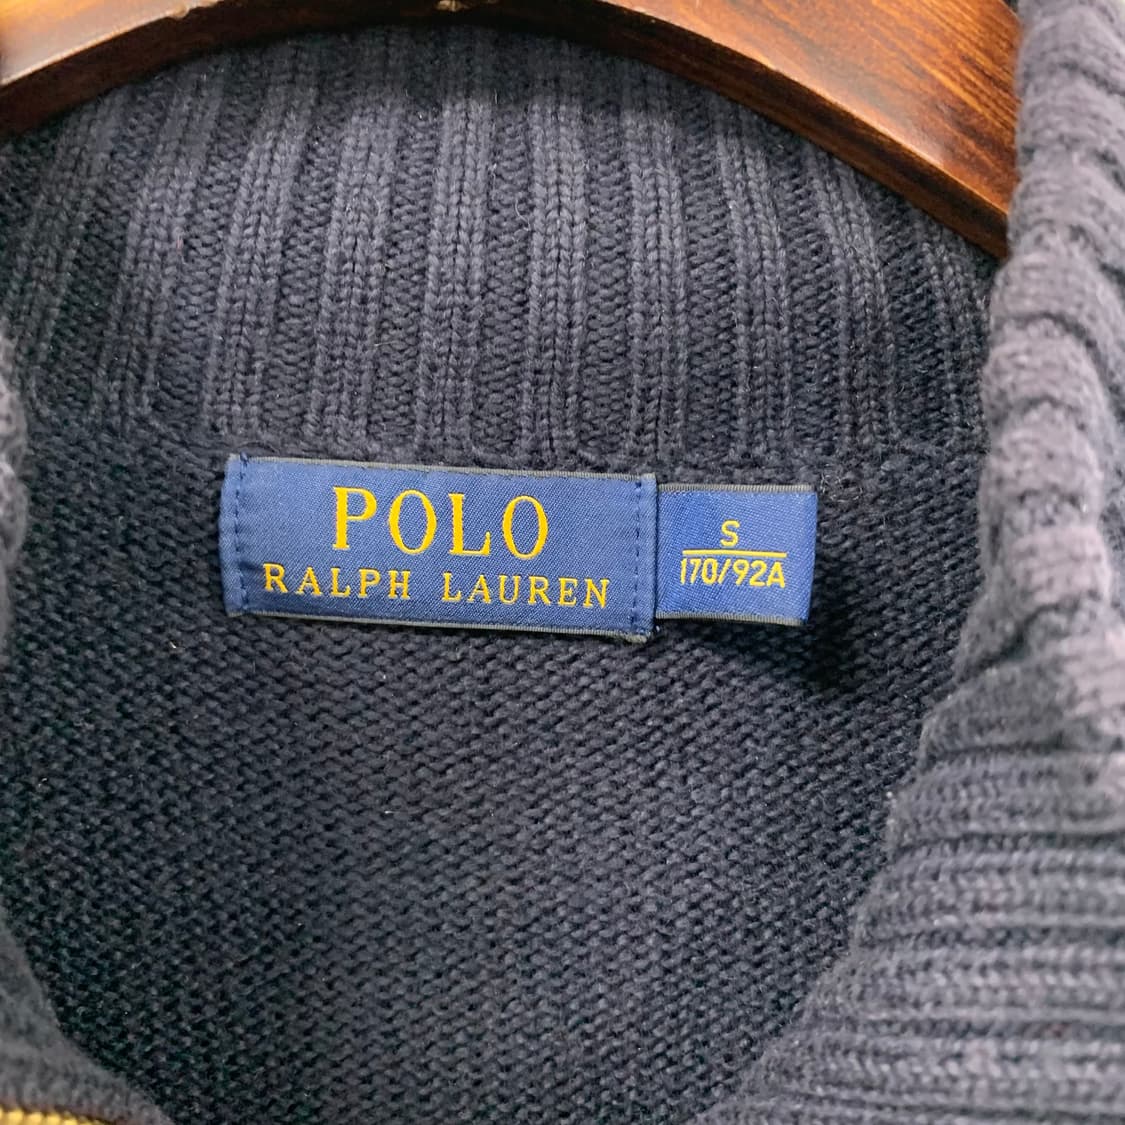 POLO
RALPH LAUREN
S
170/92A